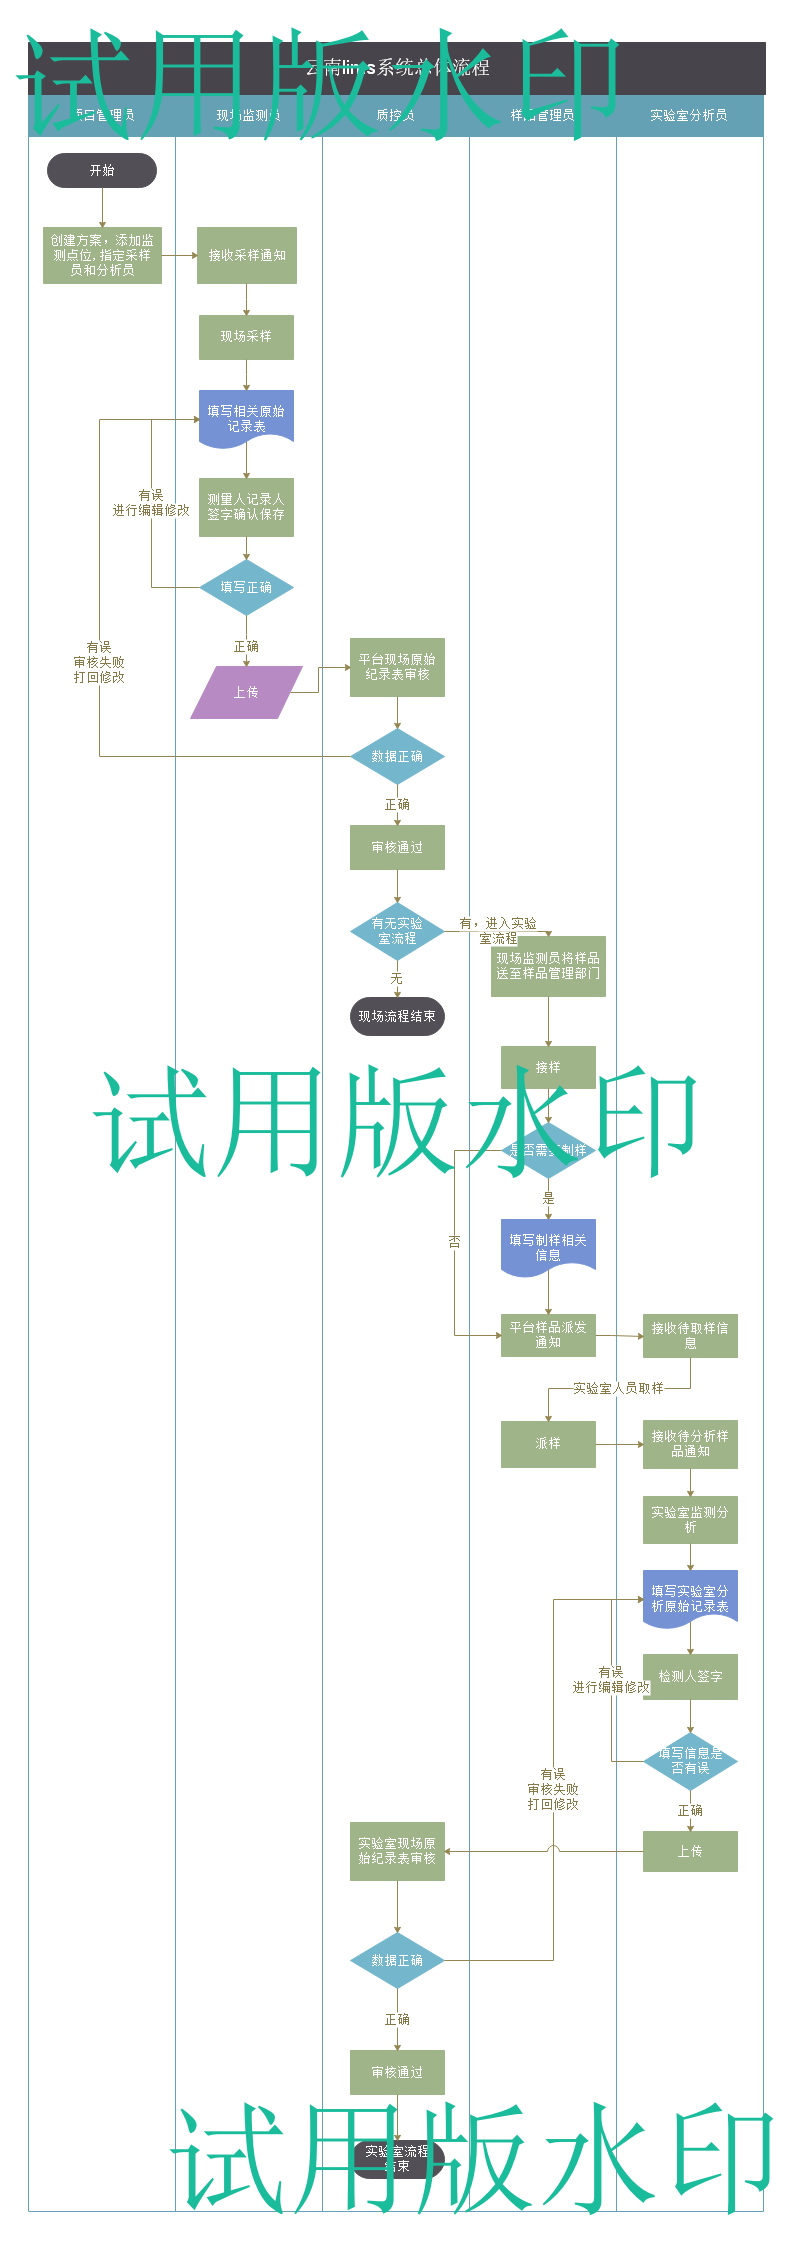 云南lims系统总体流程
试用版水印
项目管理员
现场监测员
质控员
样品管理员
实验室分析员
开始
创建方案，添加监
测点位,指定采样
员和分析员
接收采样通知
现场采样
填写相关原始
记录表
有误
进行编辑修改
测量人记录人
签字确认保存
填写正确
正确
有误
审核失败
打回修改
上传
平台现场原始
纪录表审核
数据正确
正确
审核通过
有无实验
室流程
有，进入实验
室流程
现场监测员将样品
送至样品管理部门
无
现场流程结束
接样
试用版水印
是否需要制样
是
否
填写制样相关
信息
平台样品派发
通知
接收待取样信
息
实验室人员取样
派样
接收待分析样
品通知
实验室监测分
析
填写实验室分
析原始记录表
有误
进行编辑修改
检测人签字
填写信息是
否有误
有误
审核失败
打回修改
正确
上传
实验室现场原
始纪录表审核
数据正确
正确
审核通过
实验室流程
结束
试用版水印